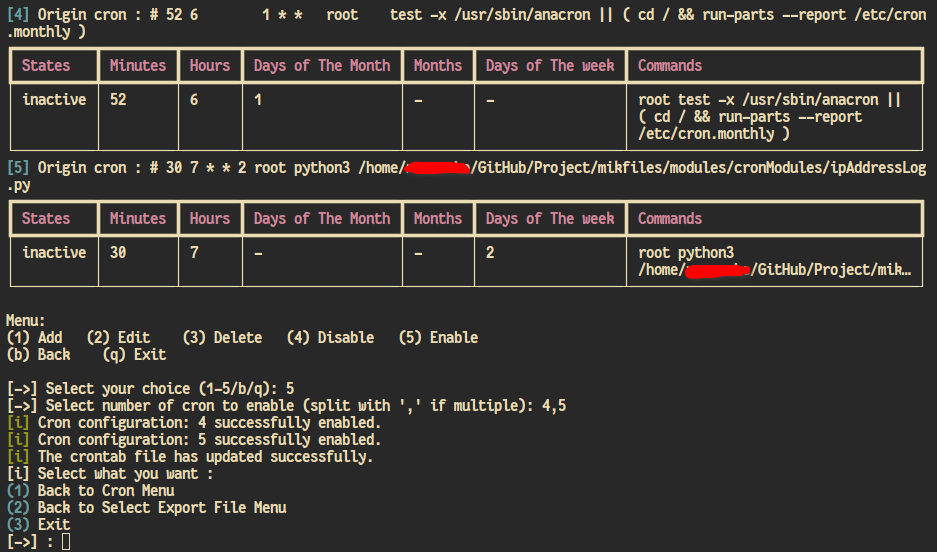 [4] Origin cron : # 52 6        1 * *   root    test -x /usr/sbin/anacron || ( cd / && run-parts --report /etc/cron
.monthly )
States Minutes Hours Days of The Month Months Days of The week Commands
inactive 52 6 1 – – root test -x /usr/sbin/anacron ||
( cd / && run-parts --report
/etc/cron.monthly )
[5] Origin cron : # 30 7 * * 2 root python3 /home/ /GitHub/Project/mikfiles/modules/cronModules/ipAddressLog
.py
States Minutes Hours Days of The Month Months Days of The week Commands
inactive 30 7 – – 2 root python3
/home/ /GitHub/Project/mik…
Menu:
(1) Add   (2) Edit    (3) Delete   (4) Disable   (5) Enable
(b) Back    (q) Exit
[->] Select your choice (1-5/b/q): 5
[->] Select number of cron to enable (split with ',' if multiple): 4,5
[i] Cron configuration: 4 successfully enabled.
[i] Cron configuration: 5 successfully enabled.
[i] The crontab file has updated successfully.
[i] Select what you want :
(1) Back to Cron Menu
(2) Back to Select Export File Menu
(3) Exit
[->] :